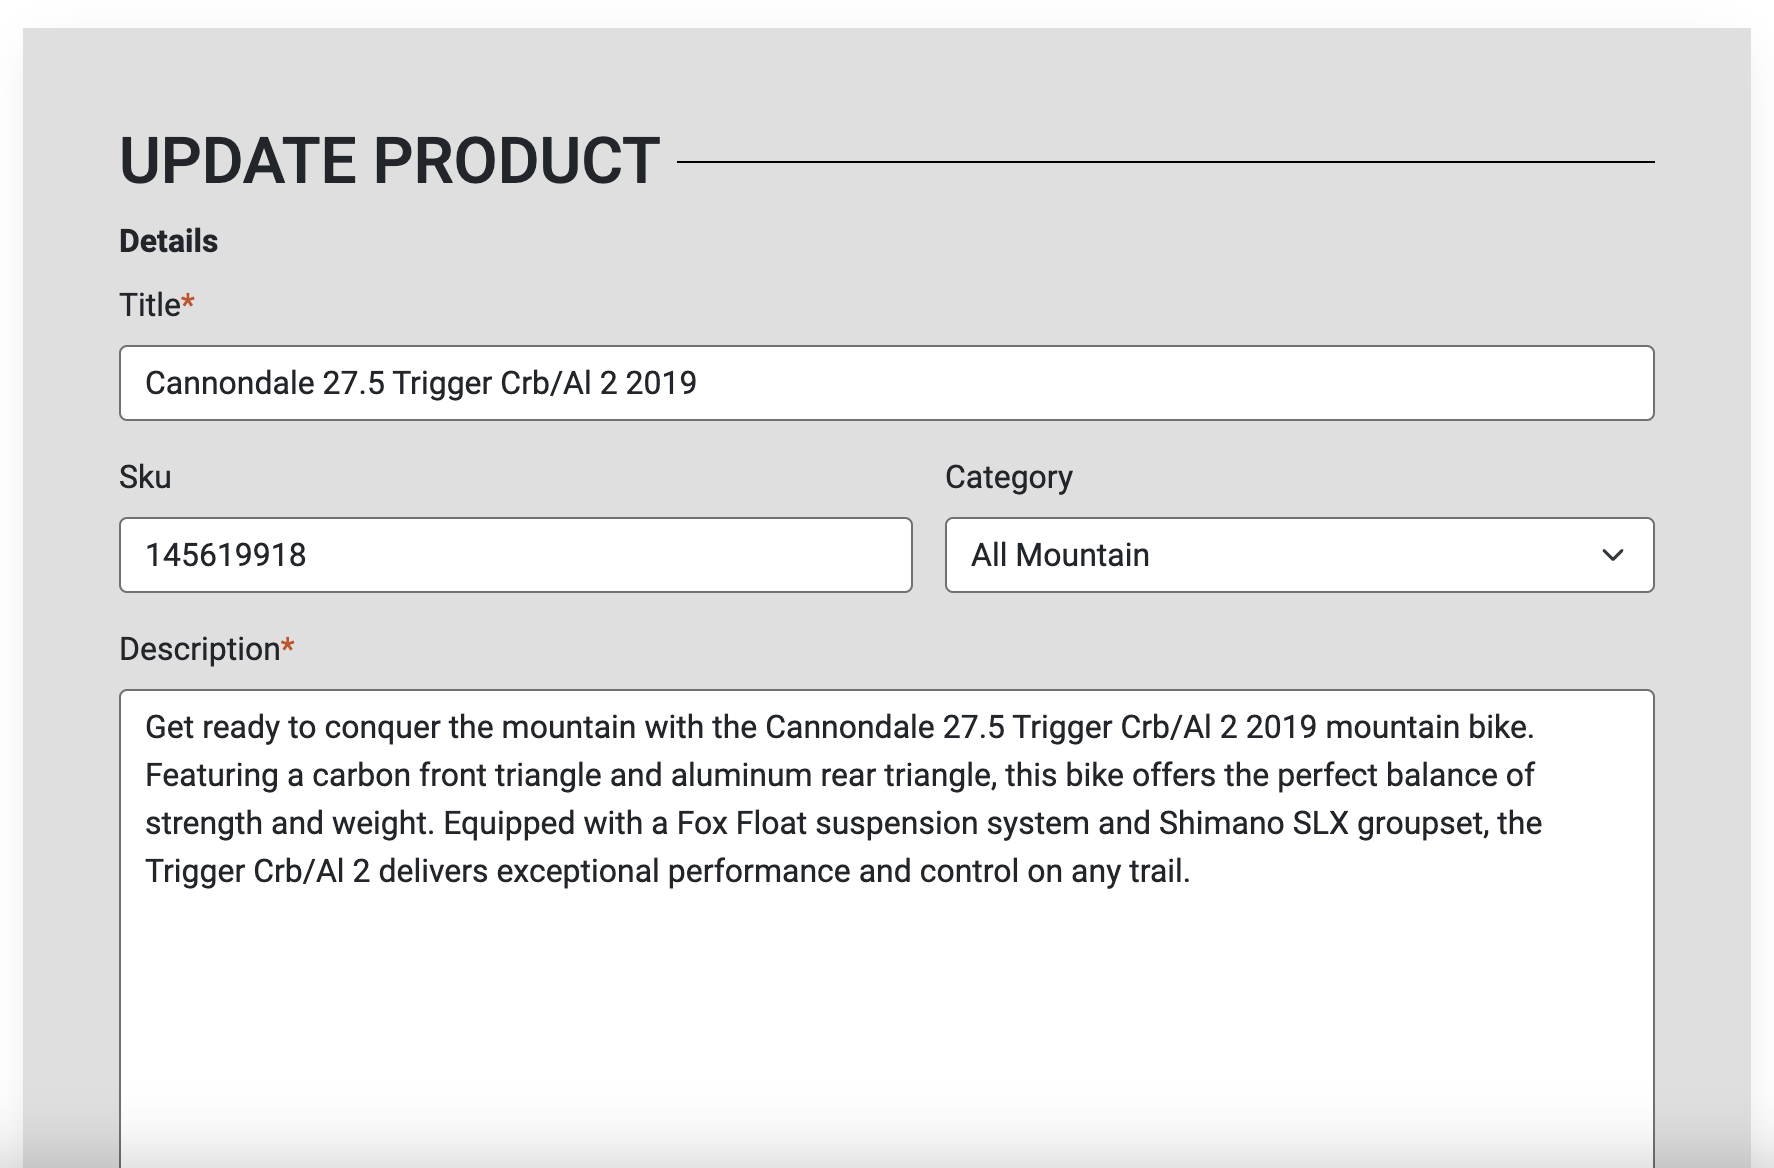 UPDATE PRODUCT
Details
Title*
Cannondale 27.5 Trigger Crb/Al 2 2019
Sku
Category
145619918
All Mountain
Description*
Get ready to conquer the mountain with the Cannondale 27.5 Trigger Crb/Al 2 2019 mountain bike.
Featuring a carbon front triangle and aluminum rear triangle, this bike offers the perfect balance of
strength and weight. Equipped with a Fox Float suspension system and Shimano SLX groupset, the
Trigger Crb/Al 2 delivers exceptional performance and control on any trail.